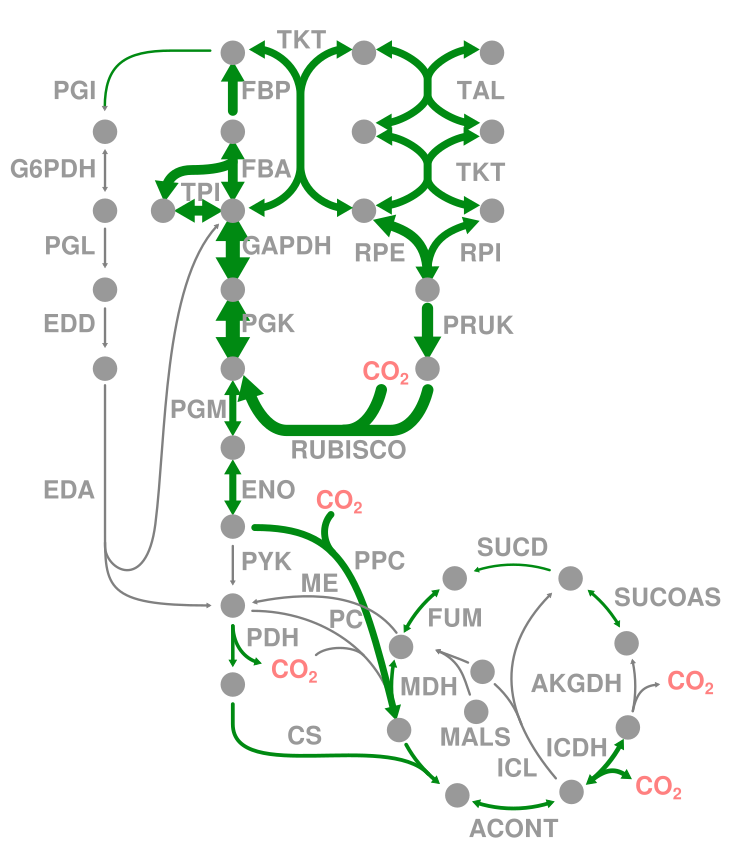 TKT
PGI
FBP
TAL
G6PDH
FBA
TKT
TPI
PGL
GAPDH
RPE
RPI
EDD
PGK
PRUK
CO2
PGM
RUBISCO
EDA
ENO
CO2
PYK
PPC
SUCD
ME
SUCOAS
PC
FUM
PDH
CO2
MDH
AKGDH
CO2
CS
MALS
ICDH
ICL
CO2
ACONT